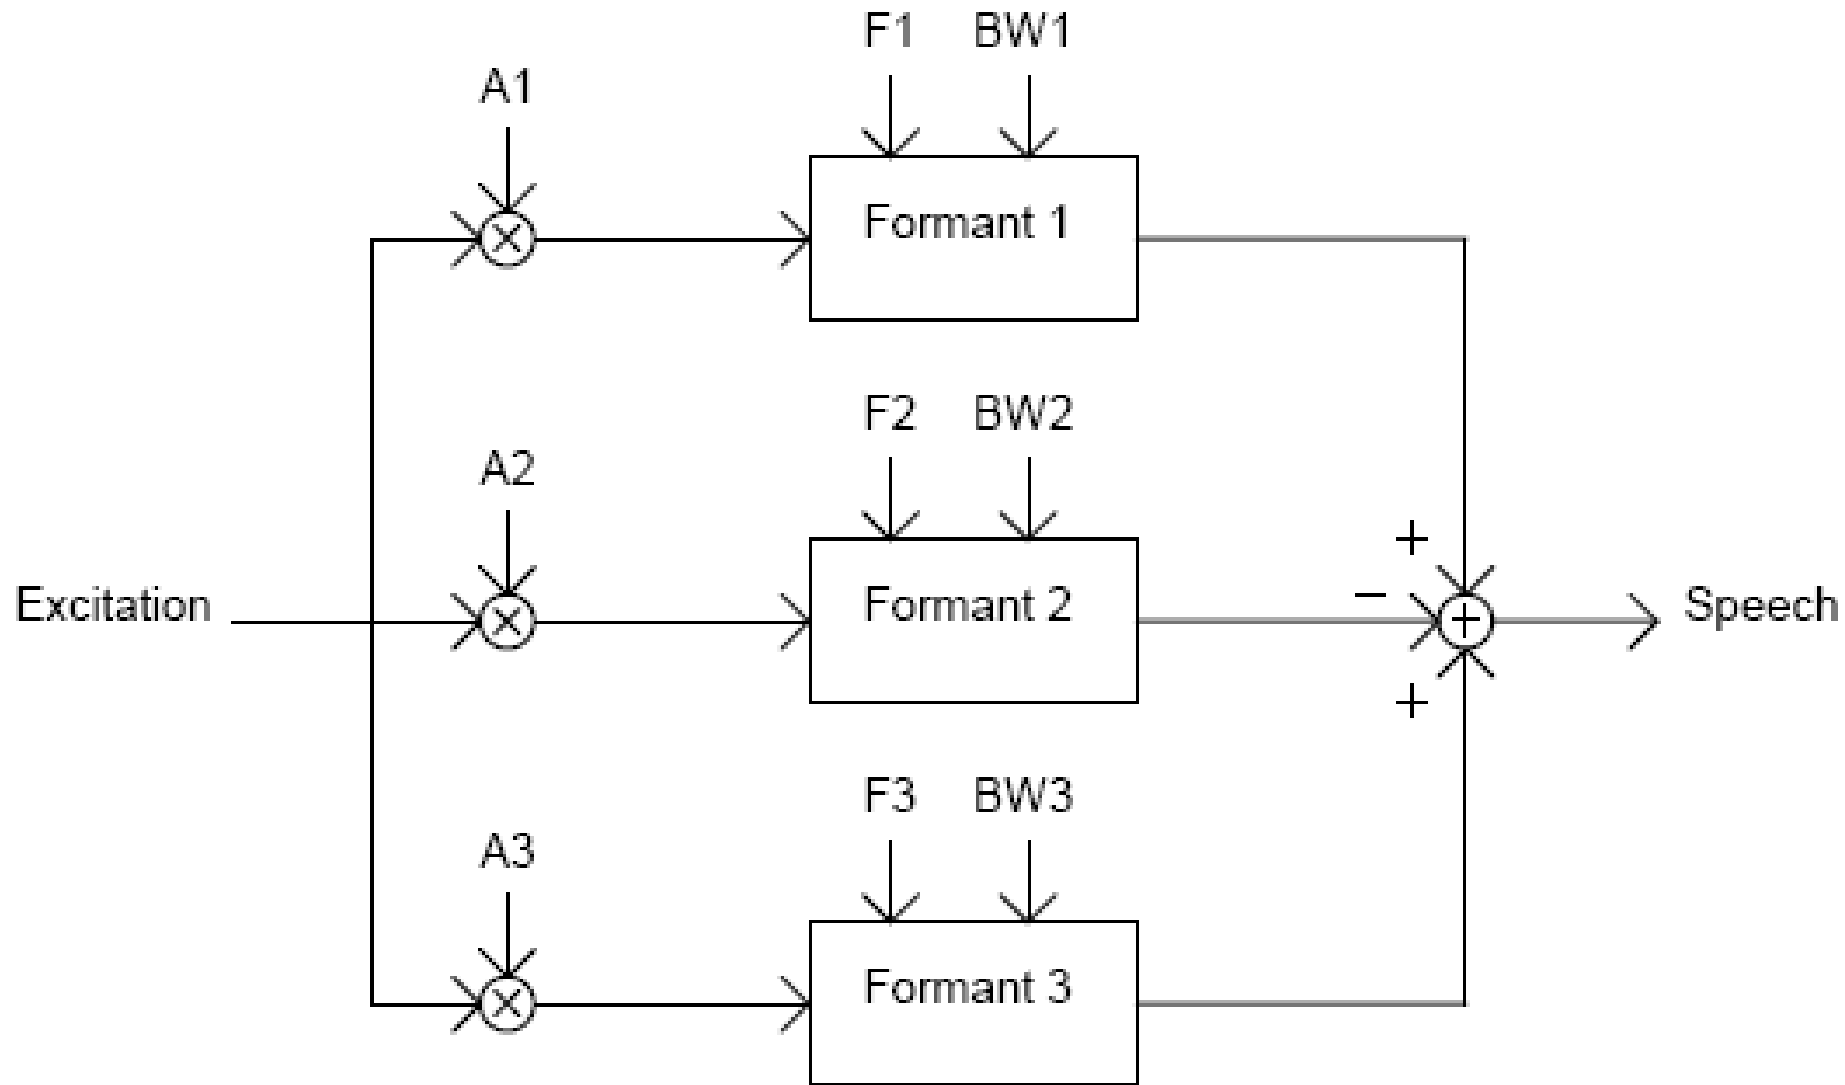 F1 BW1
A1
Formant 1
F2 BW2
A2
+
−
Excitation
Formant 2
+
Speech
+
F3 BW3
A3
Formant 3